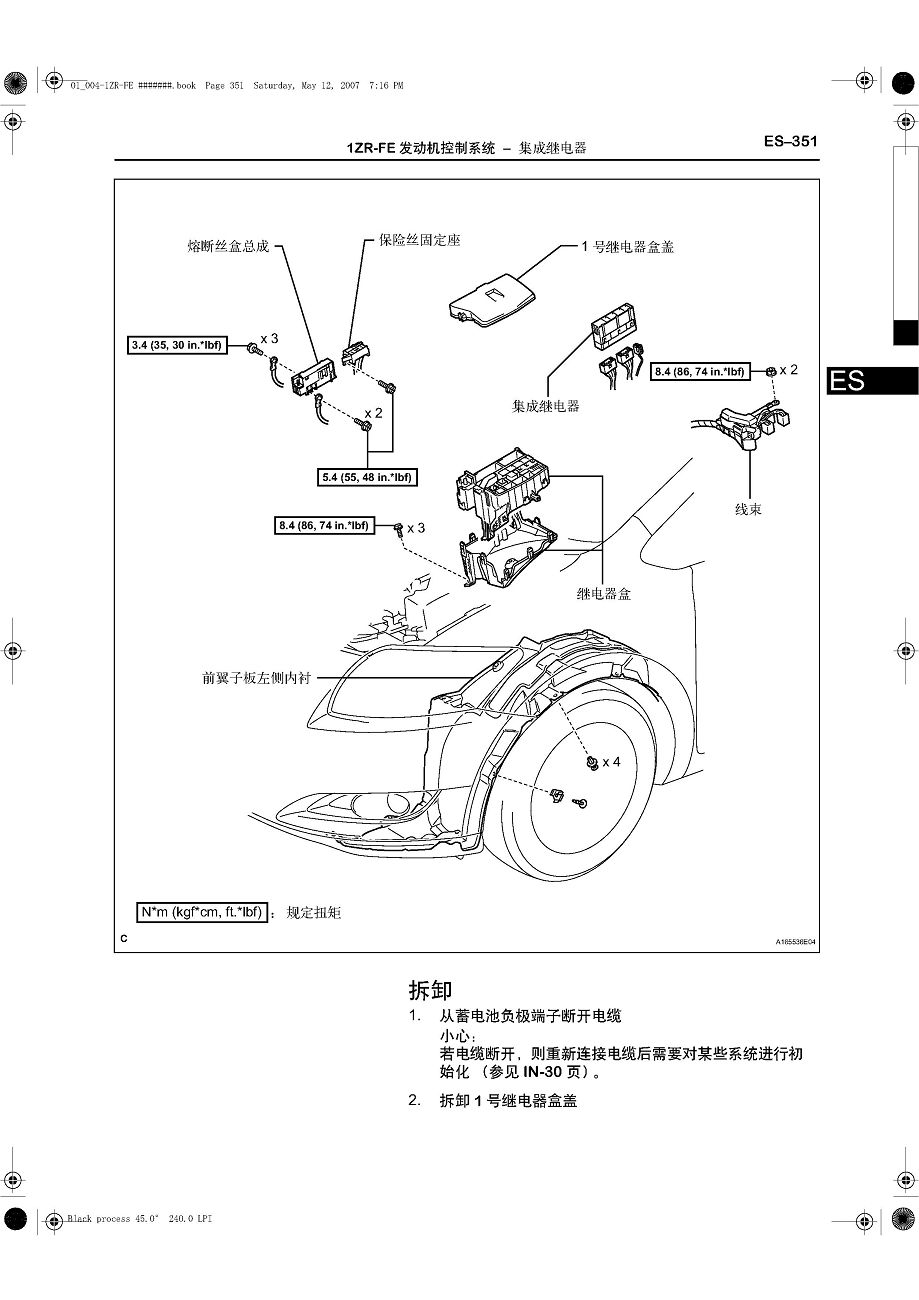 01_004-1ZR-FE #######.book Page 351 Saturday, May 12, 2007 7:16 PM
1ZR-FE 发动机控制系统 – 集成继电器
ES–351
熔断丝盒总成
保险丝固定座
1 号继电器盒盖
3.4 (35, 30 in.*lbf)
x 3
8.4 (86, 74 in.*lbf)
x 2
ES
集成继电器
x 2
5.4 (55, 48 in.*lbf)
线束
8.4 (86, 74 in.*lbf)
x 3
继电器盒
前翼子板左侧内衬
x 4
N*m (kgf*cm, ft.*lbf) ： 规定扭矩
C
A165536E04
拆卸
1. 从蓄电池负极端子断开电缆
小心：
若电缆断开，则重新连接电缆后需要对某些系统进行初
始化 （参见 IN-30 页）。
2. 拆卸 1 号继电器盒盖
Black process 45.0° 240.0 LPI